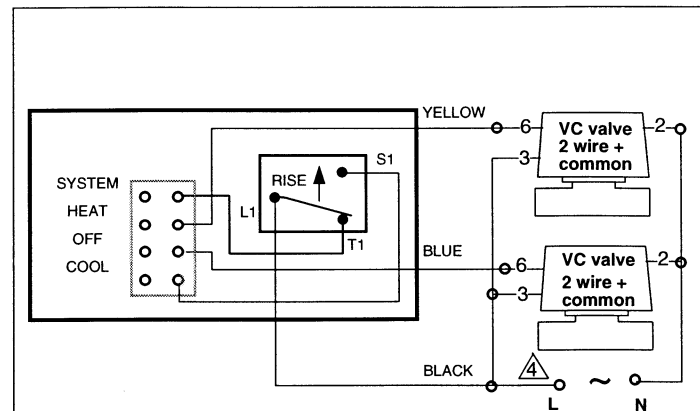 YELLOW
6
VC valve
2
2 wire +
3
common
S1
SYSTEM
RISE
HEAT
L1
OFF
T1
COOL
BLUE
6
VC valve
2
2 wire +
3
common
BLACK
4
~
L
N